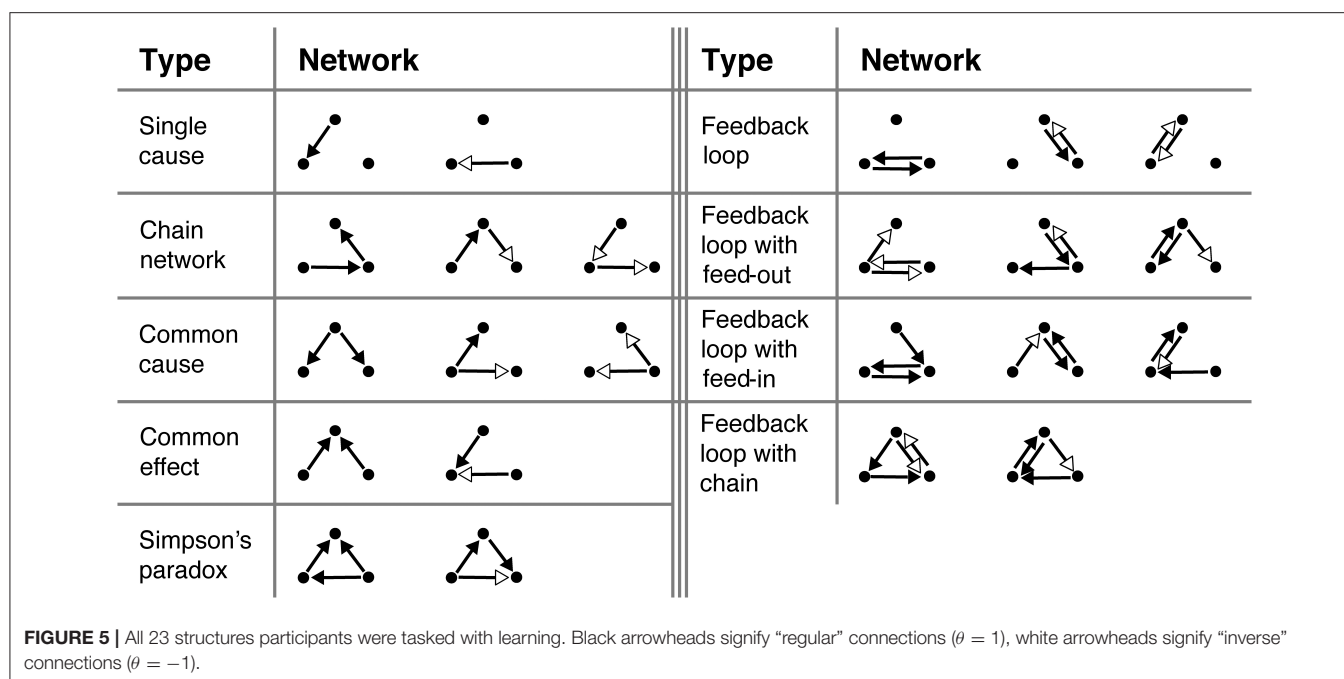 Type
Network
Single
cause
Chain
network
Common
cause
Common
effect
Simpson's
paradox
Type
Network
Feedback
loop
Feedback
loop with
feed-out
Feedback
loop with
feed-in
Feedback
loop with
chain
FIGURE 5 | All 23 structures participants were tasked with learning. Black arrowheads signify “regular” connections (θ = 1), white arrowheads signify “inverse”
connections (θ = −1).